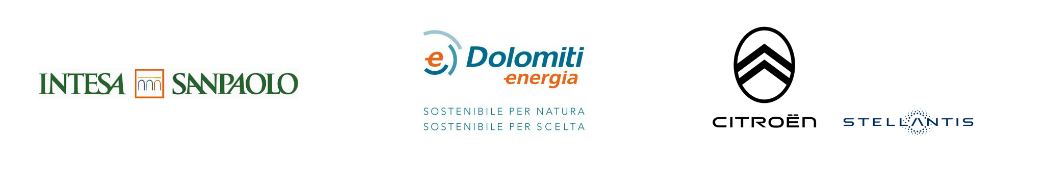 INTESA SANPAOLO
e Dolomiti
energia
SOSTENIBILE PER NATURA
SOSTENIBILE PER SCELTA
CITROËN
STELLANTIS